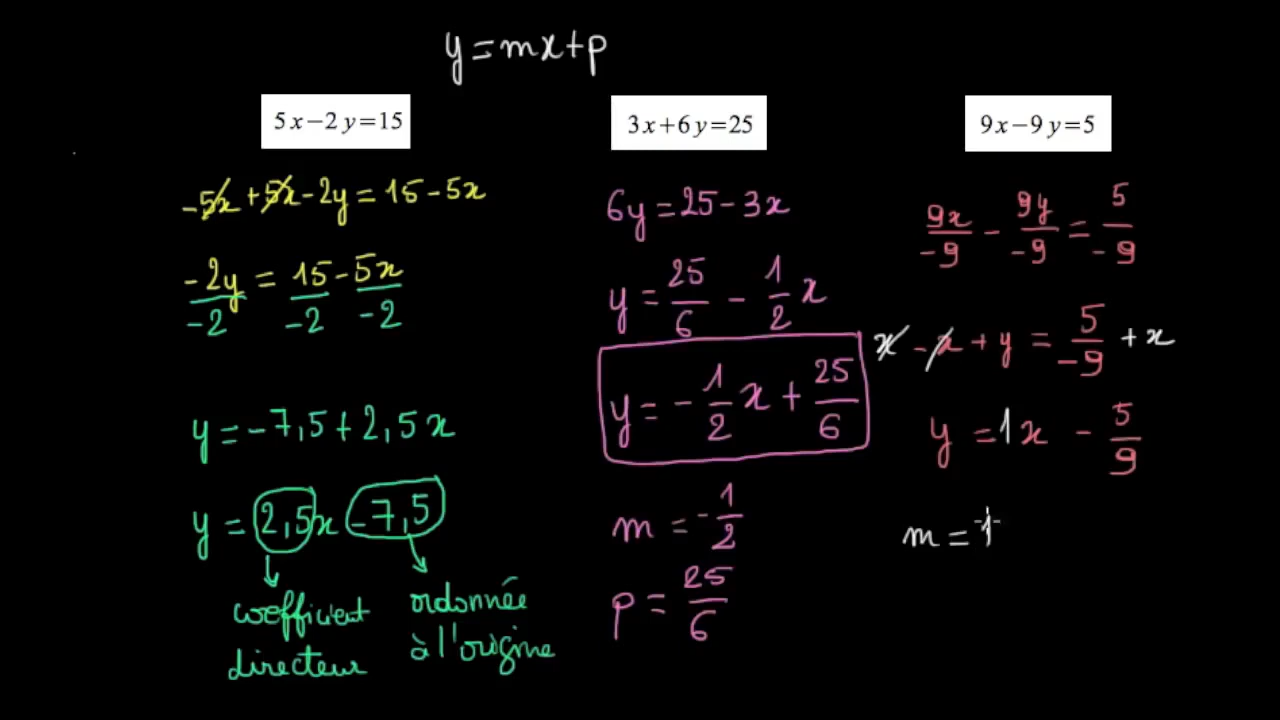 y = mx + p
5x − 2y = 15
-5x + 5x - 2y = 15 - 5x
-2y/-2 = 15/-2 - 5x/-2
y = -7,5 + 2,5x
y = 2,5x - 7,5
coefficient directeur
ordonnée à l'origine
3x + 6y = 25
6y = 25 - 3x
y = 25/6 - 1/2 x
y = - 1/2 x + 25/6
m = - 1/2
p = 25/6
9x − 9y = 5
9x/-9 - 9y/-9 = 5/-9
x - x + y = 5/-9 + x
y = 1x - 5/9
m = 1